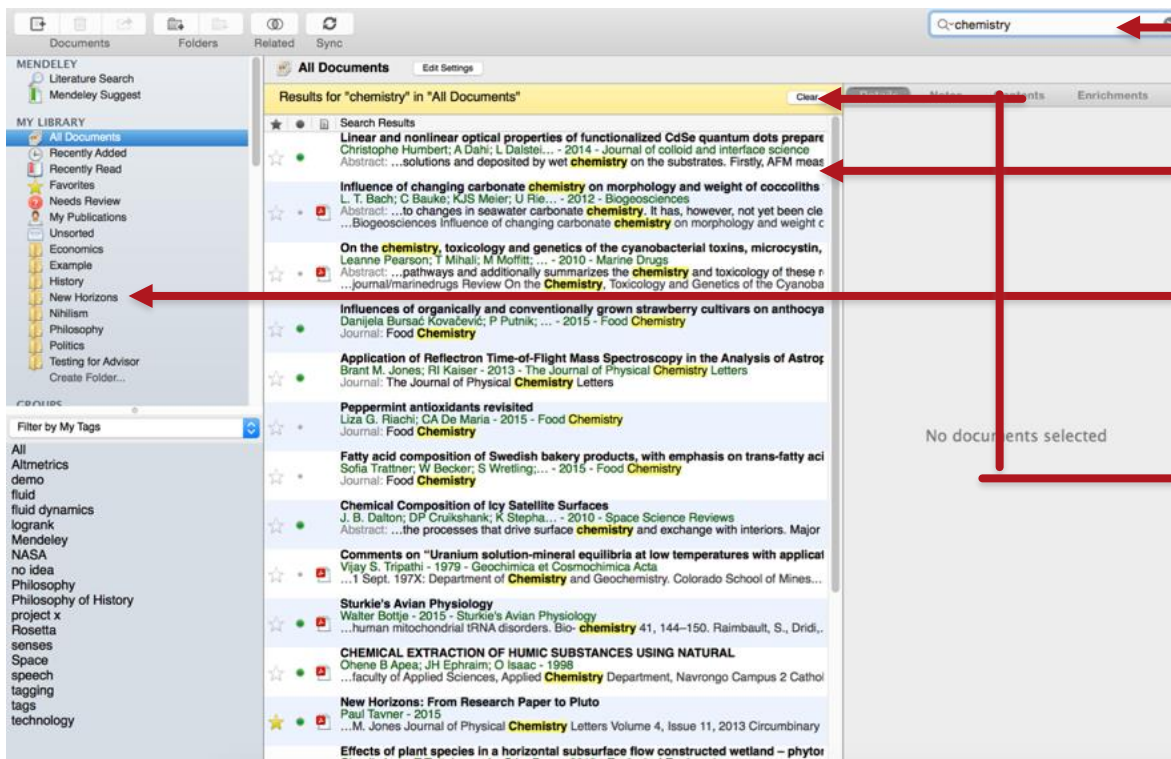 chemistry
Documents Folders Related Sync
MENDELEY
Literature Search
Mendeley Suggest
MY LIBRARY
All Documents
Recently Added
Recently Read
Favorites
Needs Review
My Publications
Unsorted
Economics
Example
History
New Horizons
Nihilism
Philosophy
Politics
Testing for Advisor
Create Folder...
GROUPS
Filter by My Tags
All
Altmetrics
demo
fluid
fluid dynamics
logrank
Mendeley
NASA
no idea
Philosophy
Philosophy of History
project x
Rosetta
senses
Space
speech
tagging
tags
technology
All Documents Edit Settings
Results for "chemistry" in "All Documents" Clear
Search Results
Linear and nonlinear optical properties of functionalized CdSe quantum dots prepare
Christophe Humbert; A Dahi; L Dalstei... - 2014 - Journal of colloid and interface science
Abstract: ...solutions and deposited by wet chemistry on the substrates. Firstly, AFM meas
Influence of changing carbonate chemistry on morphology and weight of coccoliths
L. T. Bach; C Bauke; KJS Meier; U Rie... - 2012 - Biogeosciences
Abstract: ...to changes in seawater carbonate chemistry. It has, however, not yet been cle
...Biogeosciences Influence of changing carbonate chemistry on morphology and weight c
On the chemistry, toxicology and genetics of the cyanobacterial toxins, microcystin,
Leanne Pearson; T Mihali; M Moffitt; ... - 2010 - Marine Drugs
Abstract: ...pathways and additionally summarizes the chemistry and toxicology of these
...journal/marinedrugs Review On the Chemistry, Toxicology and Genetics of the Cyanoba
Influences of organically and conventionally grown strawberry cultivars on anthocya
Danijela Bursać Kovačević; P Putnik; ... - 2015 - Food Chemistry
Journal: Food Chemistry
Application of Reflectron Time-of-Flight Mass Spectroscopy in the Analysis of Astrop
Brant M. Jones; RI Kaiser - 2013 - The Journal of Physical Chemistry Letters
Journal: The Journal of Physical Chemistry Letters
Peppermint antioxidants revisited
Liza G. Riachi; CA De Maria - 2015 - Food Chemistry
Journal: Food Chemistry
Fatty acid composition of Swedish bakery products, with emphasis on trans-fatty aci
Sofia Trattner; W Becker; S Wretling;... - 2015 - Food Chemistry
Journal: Food Chemistry
Chemical Composition of Icy Satellite Surfaces
J. B. Dalton; DP Cruikshank; K Stepha... - 2010 - Space Science Reviews
Abstract: ...the processes that drive surface chemistry and exchange with interiors. Major
Comments on “Uranium solution-mineral equilibria at low temperatures with applicat
Vijay S. Tripathi - 1979 - Geochimica et Cosmochimica Acta
...1 Sept. 197X: Department of Chemistry and Geochemistry. Colorado School of Mines...
Sturkie's Avian Physiology
Walter Bottje - 2015 - Sturkie's Avian Physiology
...human mitochondrial tRNA disorders. Bio- chemistry 41, 144–150. Raimbault, S., Dridi,.
CHEMICAL EXTRACTION OF HUMIC SUBSTANCES USING NATURAL
Ohene B Apea; JH Ephraim; O Isaac - 1998
...faculty of Applied Sciences, Applied Chemistry Department, Navrongo Campus 2 Cathol
New Horizons: From Research Paper to Pluto
Paul Tavner - 2015
...M. Jones Journal of Physical Chemistry Letters Volume 4, Issue 11, 2013 Circumbinary
Effects of plant species in a horizontal subsurface flow constructed wetland – phytor
Details Notes Contents Enrichments
No documents selected